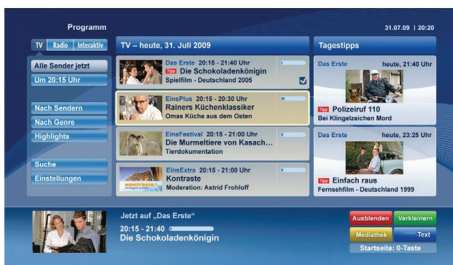 Programm
31.07.09 | 20:20
TV Radio Interaktiv
Alle Sender jetzt
Um 20:15 Uhr
Nach Sendern
Nach Genre
Highlights
Suche
Einstellungen
TV – heute, 31. Juli 2009
Das Erste 20:15 - 21:40 Uhr
Tipp Die Schokoladenkönigin
Spielfilm - Deutschland 2005
EinsPlus 20:15 - 20:30 Uhr
Rainers Küchenklassiker
Omas Küche aus dem Osten
EinsFestival 20:15 - 21:00 Uhr
Die Murmeltiere von Kasach...
Tierdokumentation
KONTRASTE
EinsExtra 20:15 - 21:00 Uhr
Kontraste
Moderation: Astrid Frohloff
Tagestipps
Das Erste heute, 21:40 Uhr
Tipp Polizeiruf 110
Bei Klingelzeichen Mord
Das Erste heute, 23:25 Uhr
Tipp Einfach raus
Fernsehfilm - Deutschland 1999
Jetzt auf „Das Erste“
20:15 - 21:40
Die Schokoladenkönigin
Ausblenden Verkleinern
Mediathek Text
Startseite: 0-Taste